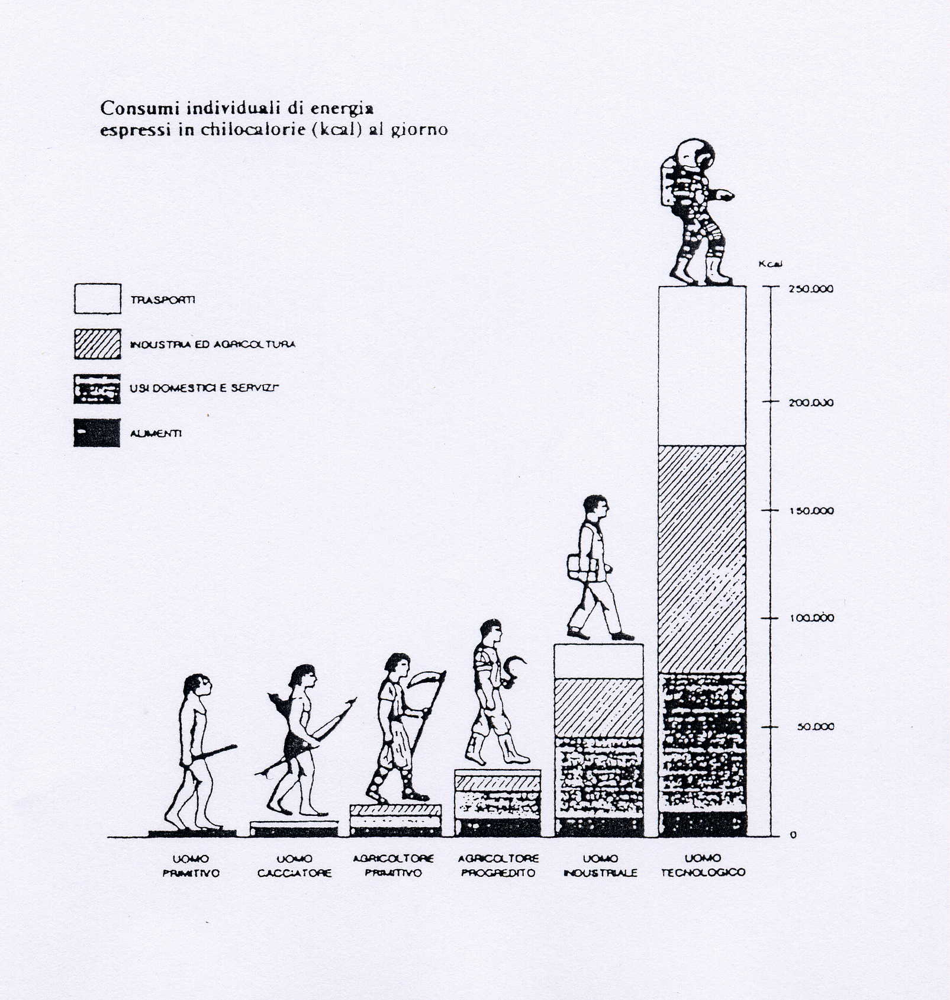 Consumi individuali di energia
espressi in chilocalorie (kcal) al giorno
TRASPORTI
INDUSTRIA ED AGRICOLTURA
USI DOMESTICI E SERVIZI
ALIMENTI
Kcal
250.000
200.000
150.000
100.000
50.000
0
UOMO
PRIMITIVO
UOMO
CACCIATORE
AGRICOLTORE
PRIMITIVO
AGRICOLTORE
PROGREDITO
UOMO
INDUSTRIALE
UOMO
TECNOLOGICO